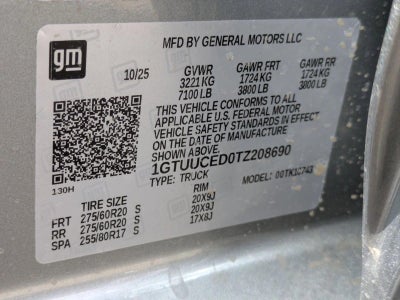 gm
MFD BY GENERAL MOTORS LLC
10/25 GVWR GAWR FRT GAWR RR
3221 KG 1724 KG 1724 KG
7100 LB 3800 LB 3800 LB
THIS VEHICLE CONFORMS TO ALL
APPLICABLE U.S. FEDERAL MOTOR
VEHICLE SAFETY STANDARDS IN EFFECT
ON THE DATE OF MANUFACTURE
SHOWN ABOVE.
1GTUUCED0TZ208690
TYPE: TRUCK MODEL:
130H
TIRE SIZE RIM
FRT 275/60R20 S 20X9J
RR 275/60R20 S 20X9J
SPA 255/80R17 S 17X8J